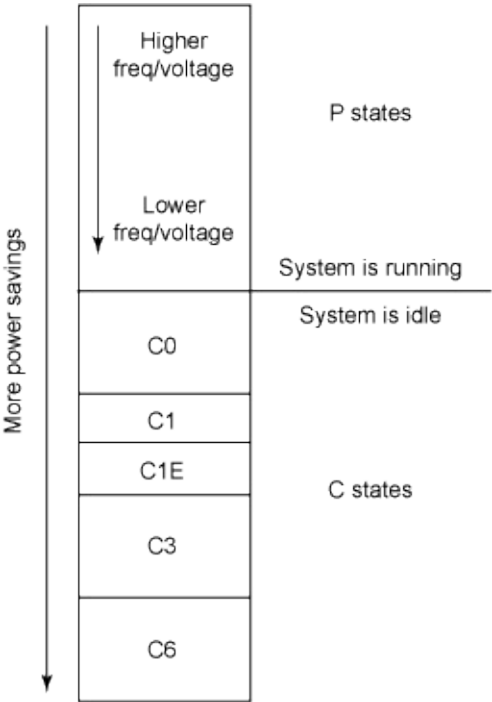 Higher
freq/voltage
P states
Lower
freq/voltage
System is running
System is idle
More power savings
C0
C1
C1E
C states
C3
C6